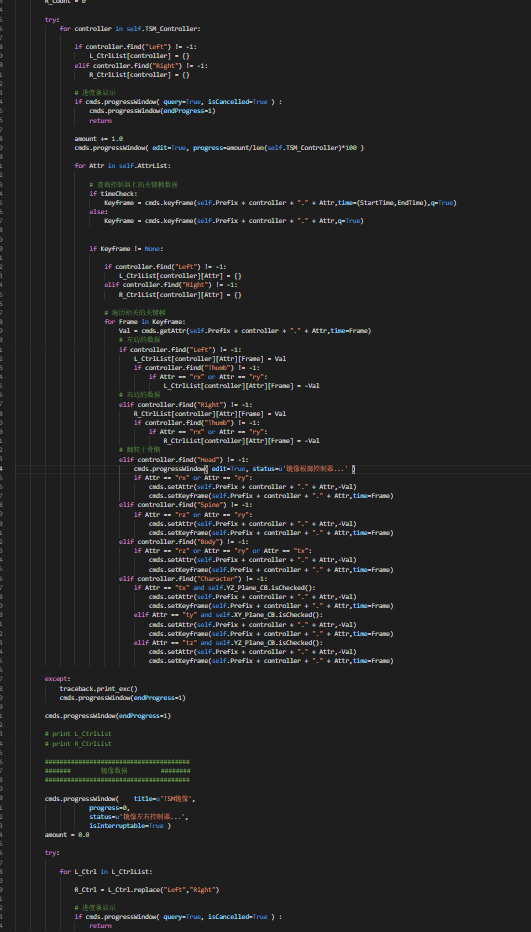 R_Count = 0
try:
for controller in self.TSM_Controller:
if controller.find("Left") != -1:
L_CtrlList[controller] = {}
elif controller.find("Right") != -1:
R_CtrlList[controller] = {}
# 进度条显示
if cmds.progressWindow( query=True, isCancelled=True ) :
cmds.progressWindow(endProgress=1)
return
amount += 1.0
cmds.progressWindow( edit=True, progress=amount/len(self.TSM_Controller)*100 )
for Attr in self.AttrList:
# 查询控制器上的关键帧数据
if timeCheck:
Keyframe = cmds.keyframe(self.Prefix + controller + "." + Attr,time=(StartTime,EndTime),q=True)
else:
Keyframe = cmds.keyframe(self.Prefix + controller + "." + Attr,q=True)
if Keyframe != None:
if controller.find("Left") != -1:
L_CtrlList[controller][Attr] = {}
elif controller.find("Right") != -1:
R_CtrlList[controller][Attr] = {}
# 遍历相关的关键帧
for Frame in Keyframe:
Val = cmds.getAttr(self.Prefix + controller + "." + Attr,time=Frame)
# 左边的数据
if controller.find("Left") != -1:
L_CtrlList[controller][Attr][Frame] = Val
if controller.find("Thumb") != -1:
if Attr == "rx" or Attr == "ry":
L_CtrlList[controller][Attr][Frame] = -Val
# 右边的数据
elif controller.find("Right") != -1:
R_CtrlList[controller][Attr][Frame] = Val
if controller.find("Thumb") != -1:
if Attr == "rx" or Attr == "ry":
R_CtrlList[controller][Attr][Frame] = -Val
# 翻转上骨骼
elif controller.find("Head") != -1:
cmds.progressWindow( edit=True, status=u'镜像根部控制器...' )
if Attr == "rx" or Attr == "ry":
cmds.setAttr(self.Prefix + controller + "." + Attr,-Val)
cmds.setKeyframe(self.Prefix + controller + "." + Attr,time=Frame)
elif controller.find("Spine") != -1:
if Attr == "rz" or Attr == "ry":
cmds.setAttr(self.Prefix + controller + "." + Attr,-Val)
cmds.setKeyframe(self.Prefix + controller + "." + Attr,time=Frame)
elif controller.find("Body") != -1:
if Attr == "rz" or Attr == "ry" or Attr == "tx":
cmds.setAttr(self.Prefix + controller + "." + Attr,-Val)
cmds.setKeyframe(self.Prefix + controller + "." + Attr,time=Frame)
elif controller.find("Character") != -1:
if Attr == "tx" and self.YZ_Plane_CB.isChecked():
cmds.setAttr(self.Prefix + controller + "." + Attr,-Val)
cmds.setKeyframe(self.Prefix + controller + "." + Attr,time=Frame)
elif Attr == "ty" and self.XY_Plane_CB.isChecked():
cmds.setAttr(self.Prefix + controller + "." + Attr,-Val)
cmds.setKeyframe(self.Prefix + controller + "." + Attr,time=Frame)
elif Attr == "tz" and self.YZ_Plane_CB.isChecked():
cmds.setAttr(self.Prefix + controller + "." + Attr,-Val)
cmds.setKeyframe(self.Prefix + controller + "." + Attr,time=Frame)
except:
traceback.print_exc()
cmds.progressWindow(endProgress=1)
cmds.progressWindow(endProgress=1)
# print L_CtrlList
# print R_CtrlList
#######################################
####### 镜像数据 ########
#######################################
cmds.progressWindow( title=u'TSM镜像',
progress=0,
status=u'镜像左右控制器...',
isInterruptable=True )
amount = 0.0
try:
for L_Ctrl in L_CtrlList:
R_Ctrl = L_Ctrl.replace("Left","Right")
# 进度条显示
if cmds.progressWindow( query=True, isCancelled=True ) :
return